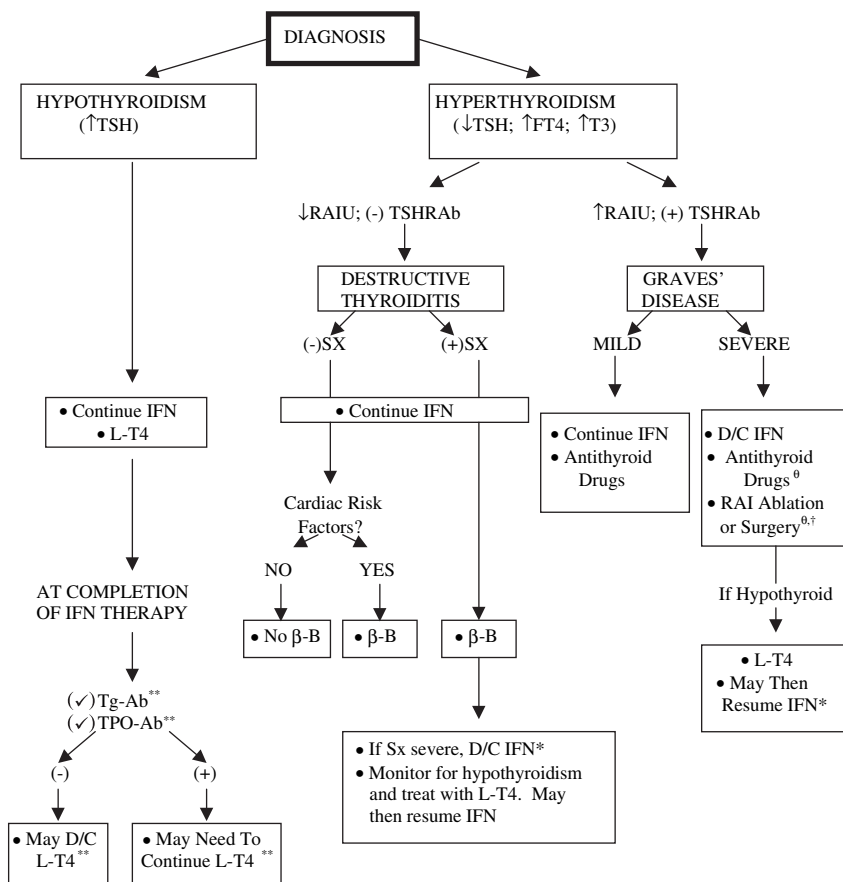 DIAGNOSIS
HYPOTHYROIDISM
(↑TSH)
HYPERTHYROIDISM
(↓TSH; ↑FT4; ↑T3)
↓RAIU; (-) TSHRAb
↑RAIU; (+) TSHRAb
DESTRUCTIVE
THYROIDITIS
GRAVES'
DISEASE
(-)SX
(+)SX
MILD
SEVERE
• Continue IFN
• L-T4
• Continue IFN
• Continue IFN
• Antithyroid
Drugs
• D/C IFN
• Antithyroid
Drugs θ
• RAI Ablation
or Surgery θ,†
Cardiac Risk
Factors?
NO
YES
• No β-B
• β-B
• β-B
If Hypothyroid
• L-T4
• May Then
Resume IFN*
AT COMPLETION
OF IFN THERAPY
(✓) Tg-Ab**
(✓) TPO-Ab**
(-)
(+)
• May D/C
L-T4**
• May Need To
Continue L-T4 **
• If Sx severe, D/C IFN*
• Monitor for hypothyroidism
and treat with L-T4. May
then resume IFN